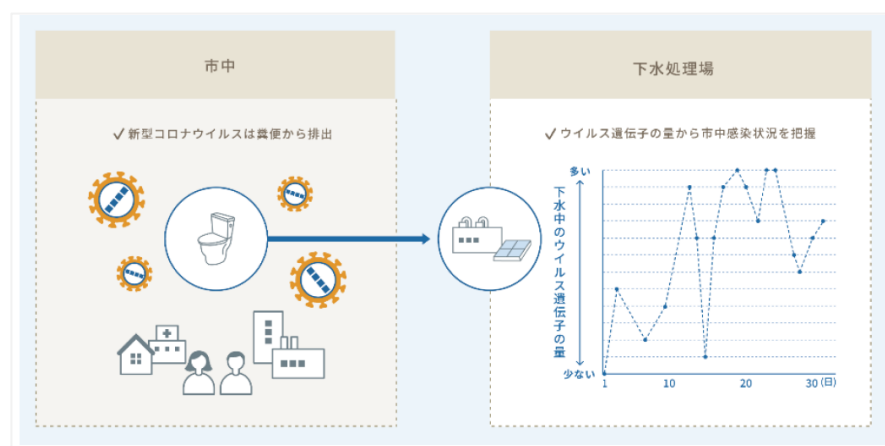 市中
✓新型コロナウイルスは糞便から排出
下水処理場
✓ウイルス遺伝子の量から市中感染状況を把握
多い
下水中のウイルス遺伝子の量
少ない
1 10 20 30(日)